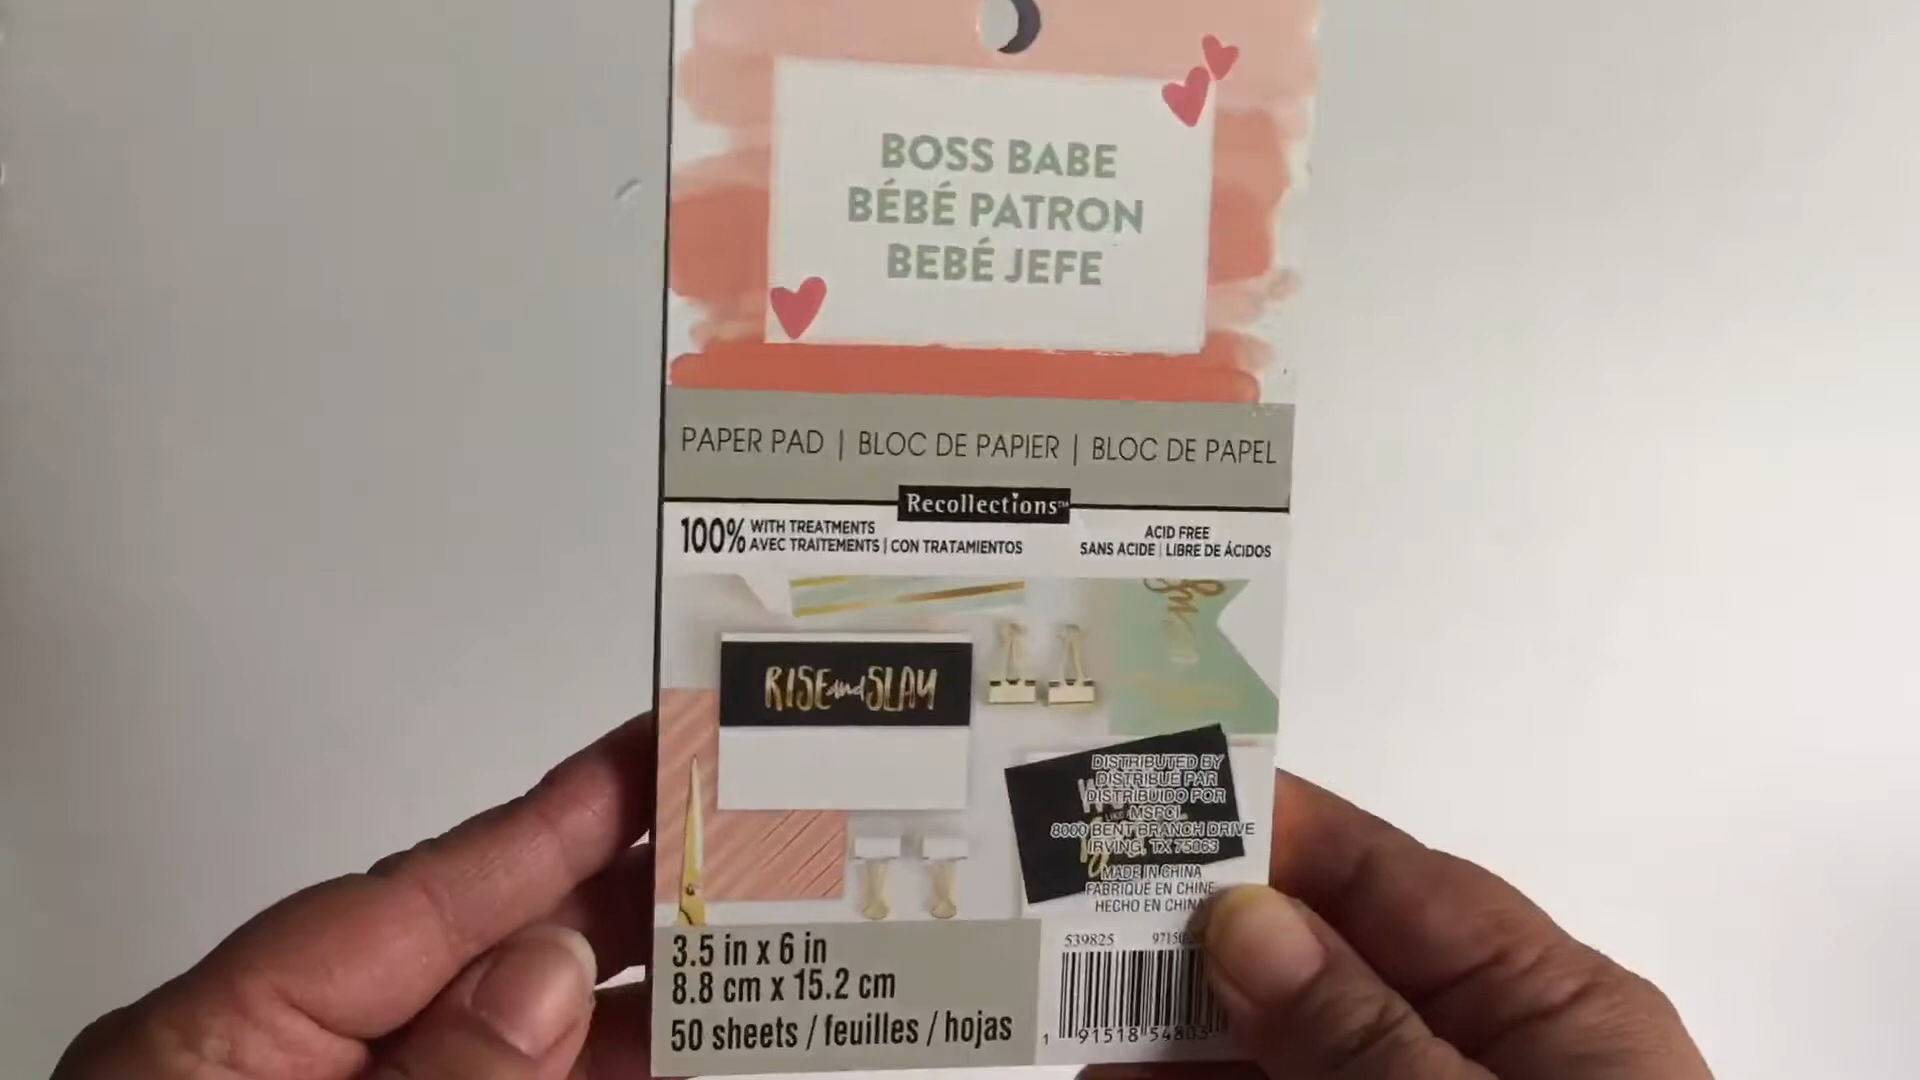 BOSS BABE
BÉBÉ PATRON
BEBÉ JEFE
PAPER PAD | BLOC DE PAPIER | BLOC DE PAPEL
Recollections™
100% WITH TREATMENTS
AVEC TRAITEMENTS | CON TRATAMIENTOS
ACID FREE
SANS ACIDE | LIBRE DE ÁCIDOS
RISE and SLAY
DISTRIBUTED BY
DISTRIBUÉ PAR
DISTRIBUIDO POR
MSPCI
8000 BENT BRANCH DRIVE
IRVING, TX 75063
MADE IN CHINA
FABRIQUÉ EN CHINE
HECHO EN CHINA
3.5 in x 6 in
8.8 cm x 15.2 cm
50 sheets / feuilles / hojas
539825
1 91518 54803